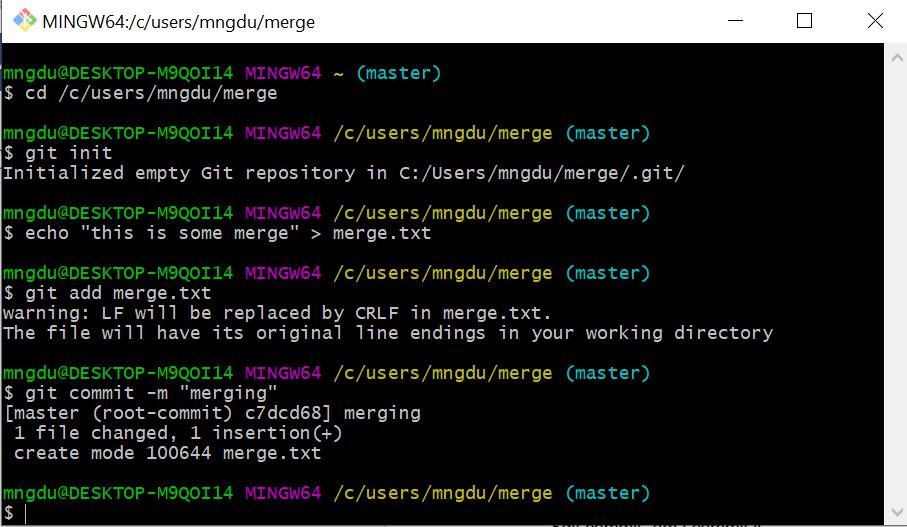 MINGW64:/c/users/mngdu/merge
mngdu@DESKTOP-M9QOI14 MINGW64 ~ (master)
$ cd /c/users/mngdu/merge
mngdu@DESKTOP-M9QOI14 MINGW64 /c/users/mngdu/merge (master)
$ git init
Initialized empty Git repository in C:/Users/mngdu/merge/.git/
mngdu@DESKTOP-M9QOI14 MINGW64 /c/users/mngdu/merge (master)
$ echo "this is some merge" > merge.txt
mngdu@DESKTOP-M9QOI14 MINGW64 /c/users/mngdu/merge (master)
$ git add merge.txt
warning: LF will be replaced by CRLF in merge.txt.
The file will have its original line endings in your working directory
mngdu@DESKTOP-M9QOI14 MINGW64 /c/users/mngdu/merge (master)
$ git commit -m "merging"
[master (root-commit) c7dcd68] merging
1 file changed, 1 insertion(+)
create mode 100644 merge.txt
mngdu@DESKTOP-M9QOI14 MINGW64 /c/users/mngdu/merge (master)
$